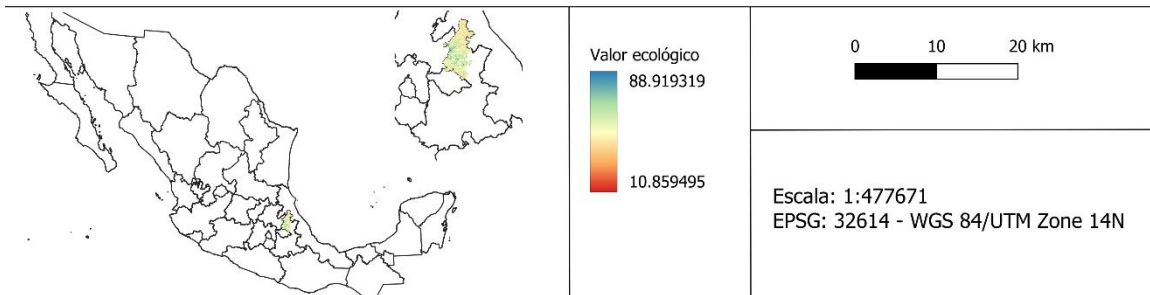 Valor ecológico
88.919319
10.859495
0 10 20 km
Escala: 1:477671
EPSG: 32614 - WGS 84/UTM Zone 14N